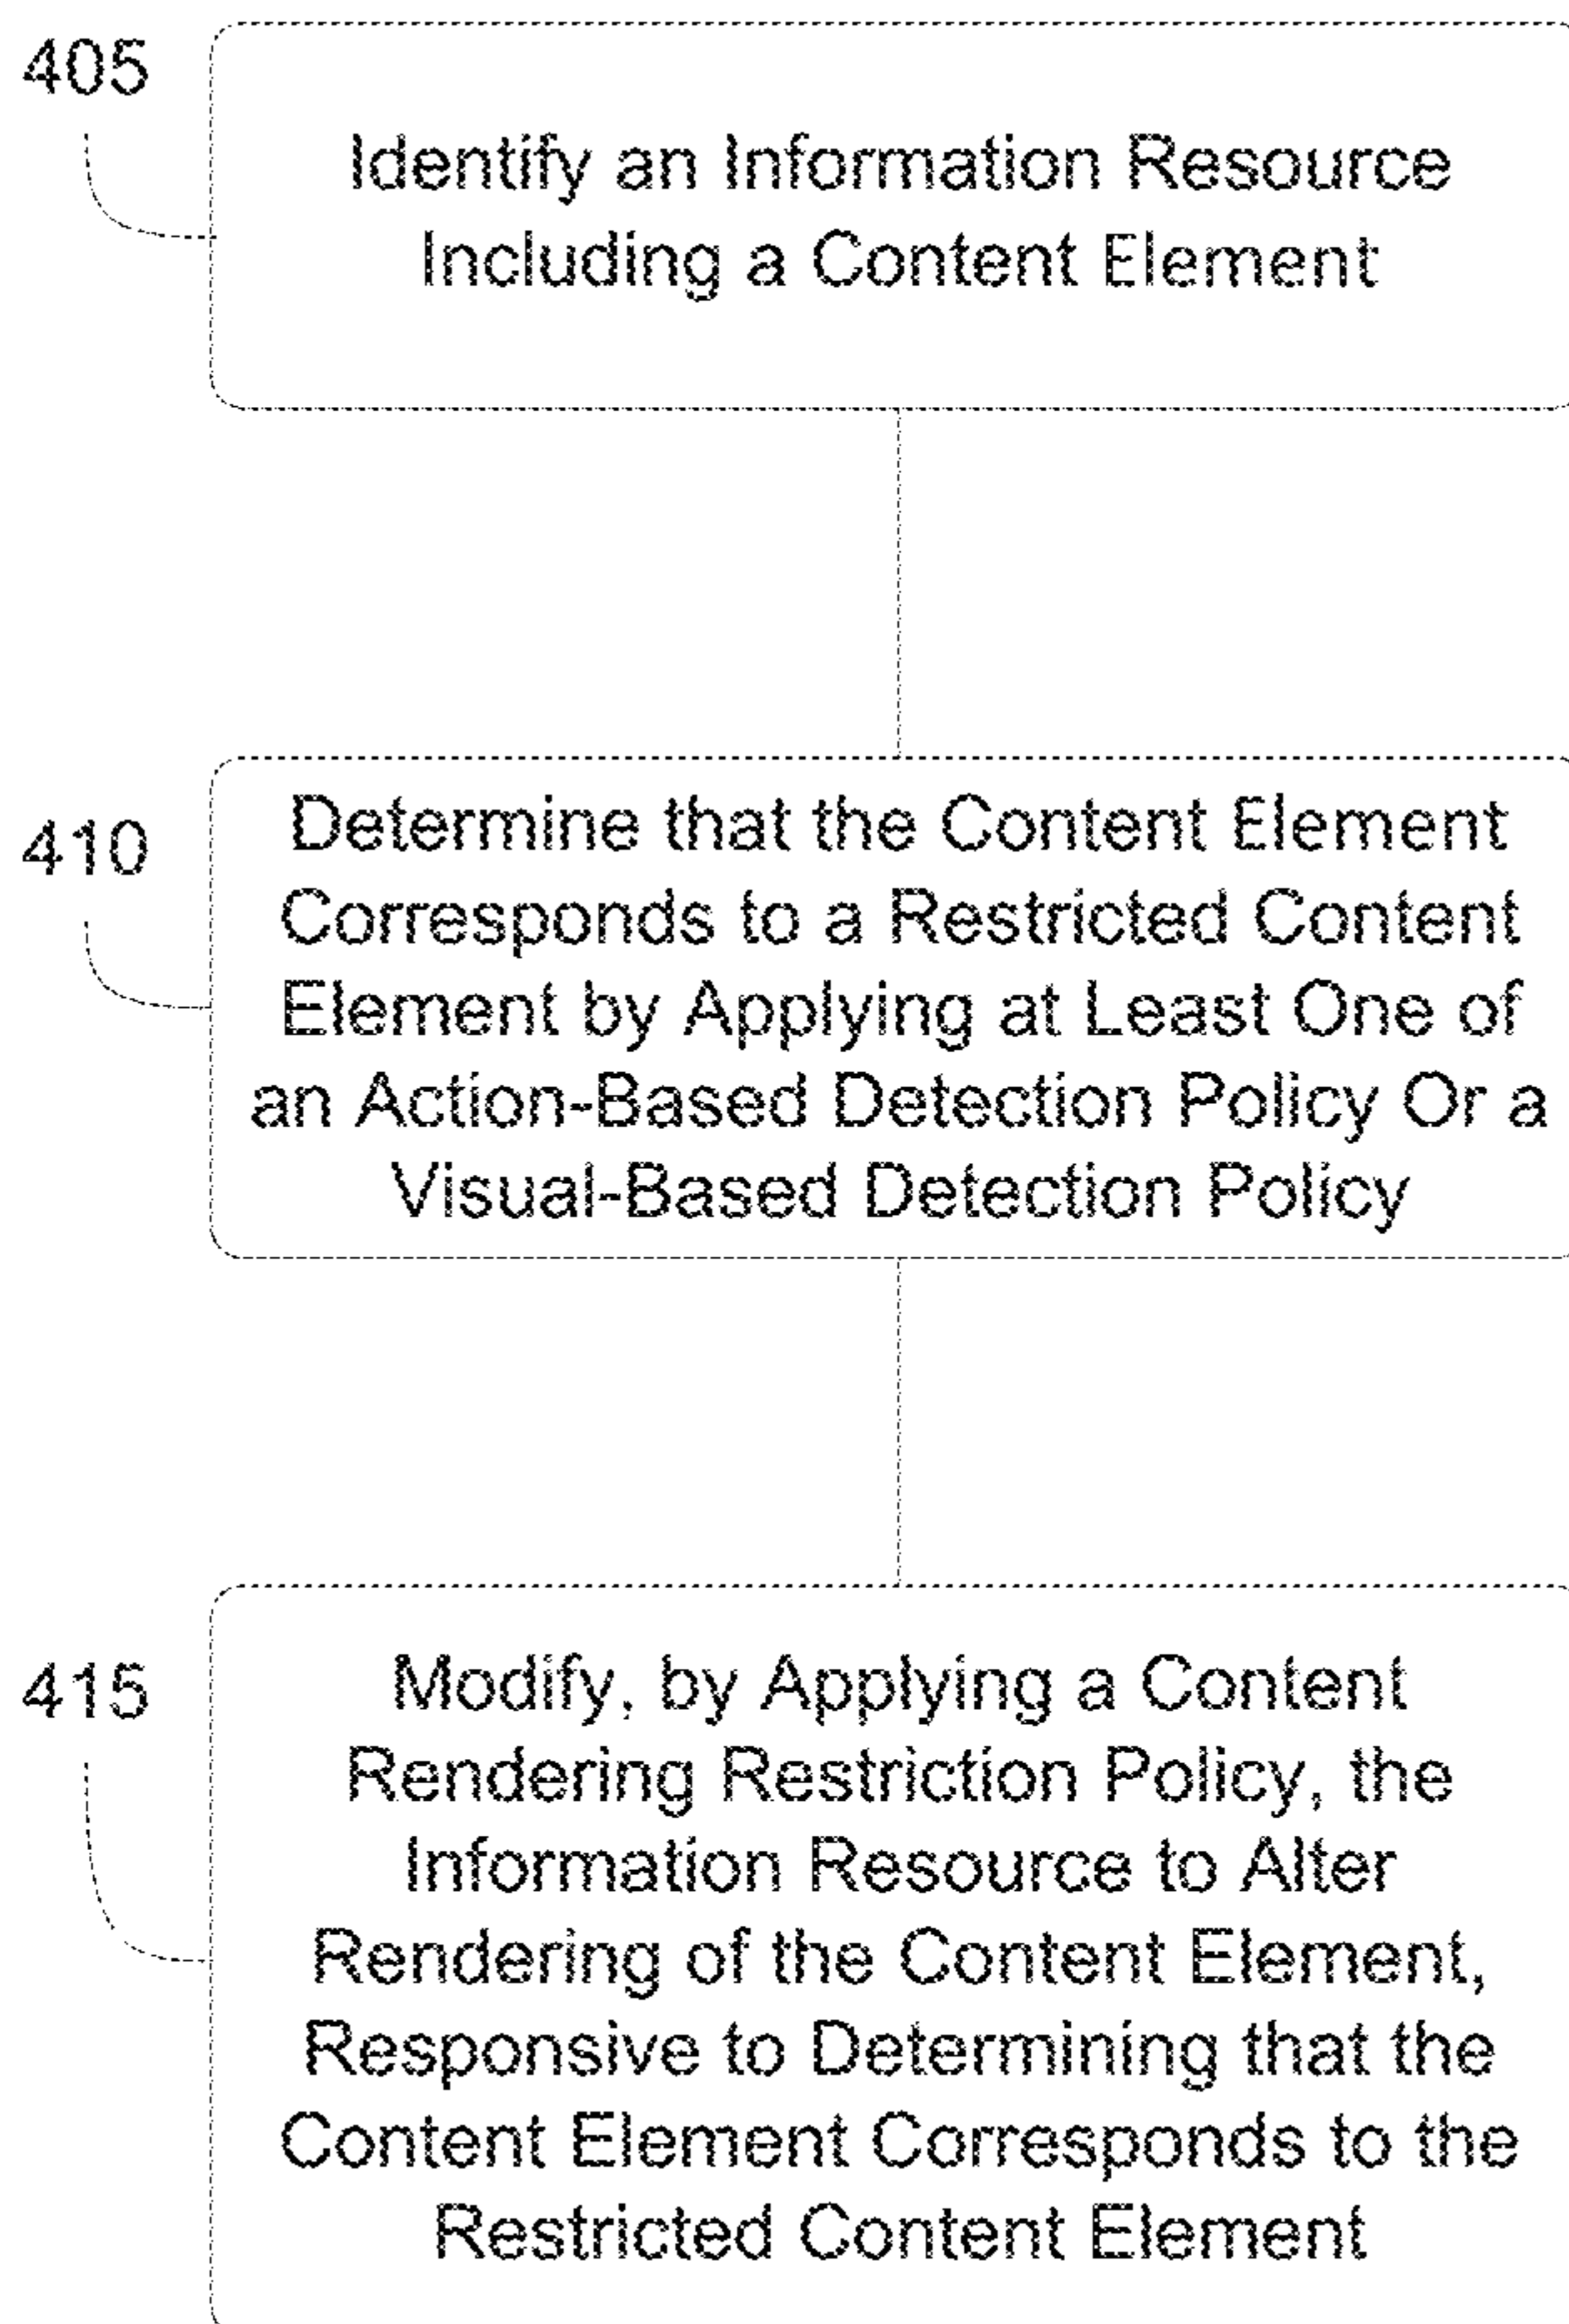 405
Identify an Information Resource
Including a Content Element
410
Determine that the Content Element
Corresponds to a Restricted Content
Element by Applying at Least One of
an Action-Based Detection Policy Or a
Visual-Based Detection Policy
415
Modify, by Applying a Content
Rendering Restriction Policy, the
Information Resource to Alter
Rendering of the Content Element,
Responsive to Determining that the
Content Element Corresponds to the
Restricted Content Element